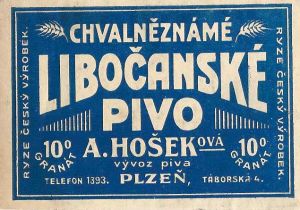 CHVALNĚZNÁMÉ
LIBOČANSKÉ
PIVO
10° GRANÁT
A. HOŠEKOVÁ
10° GRANÁT
vývoz piva
TELEFON 1393. PLZEŇ, TÁBORSKÁ 4.
RYZE ČESKÝ VÝROBEK.
RYZE ČESKÝ VÝROBEK.